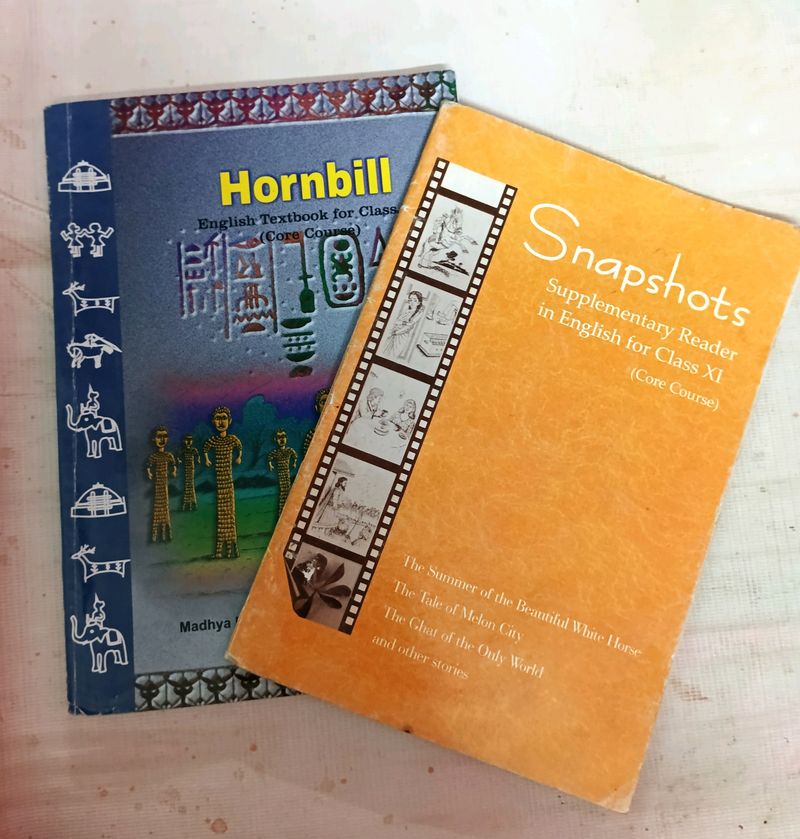 Hornbill
English Textbook for Class
(Core Course)
Madhya
Snapshots
Supplementary Reader
in English for Class XI
(Core Course)
The Summer of the Beautiful White Horse
The Tale of Melon City
The Ghat of the Only World
and other stories